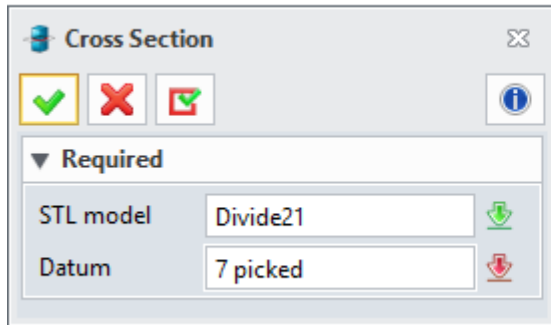 Cross Section
Required
STL model Divide21
Datum 7 picked